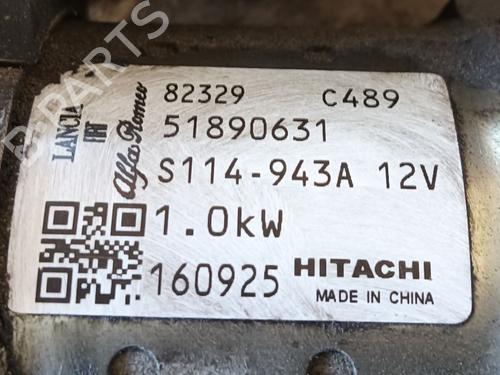 B-PARTS
LANCIA
FIAT
Alfa Romeo
82329 C489
51890631
S114-943A 12V
1.0kW
160925 HITACHI
MADE IN CHINA